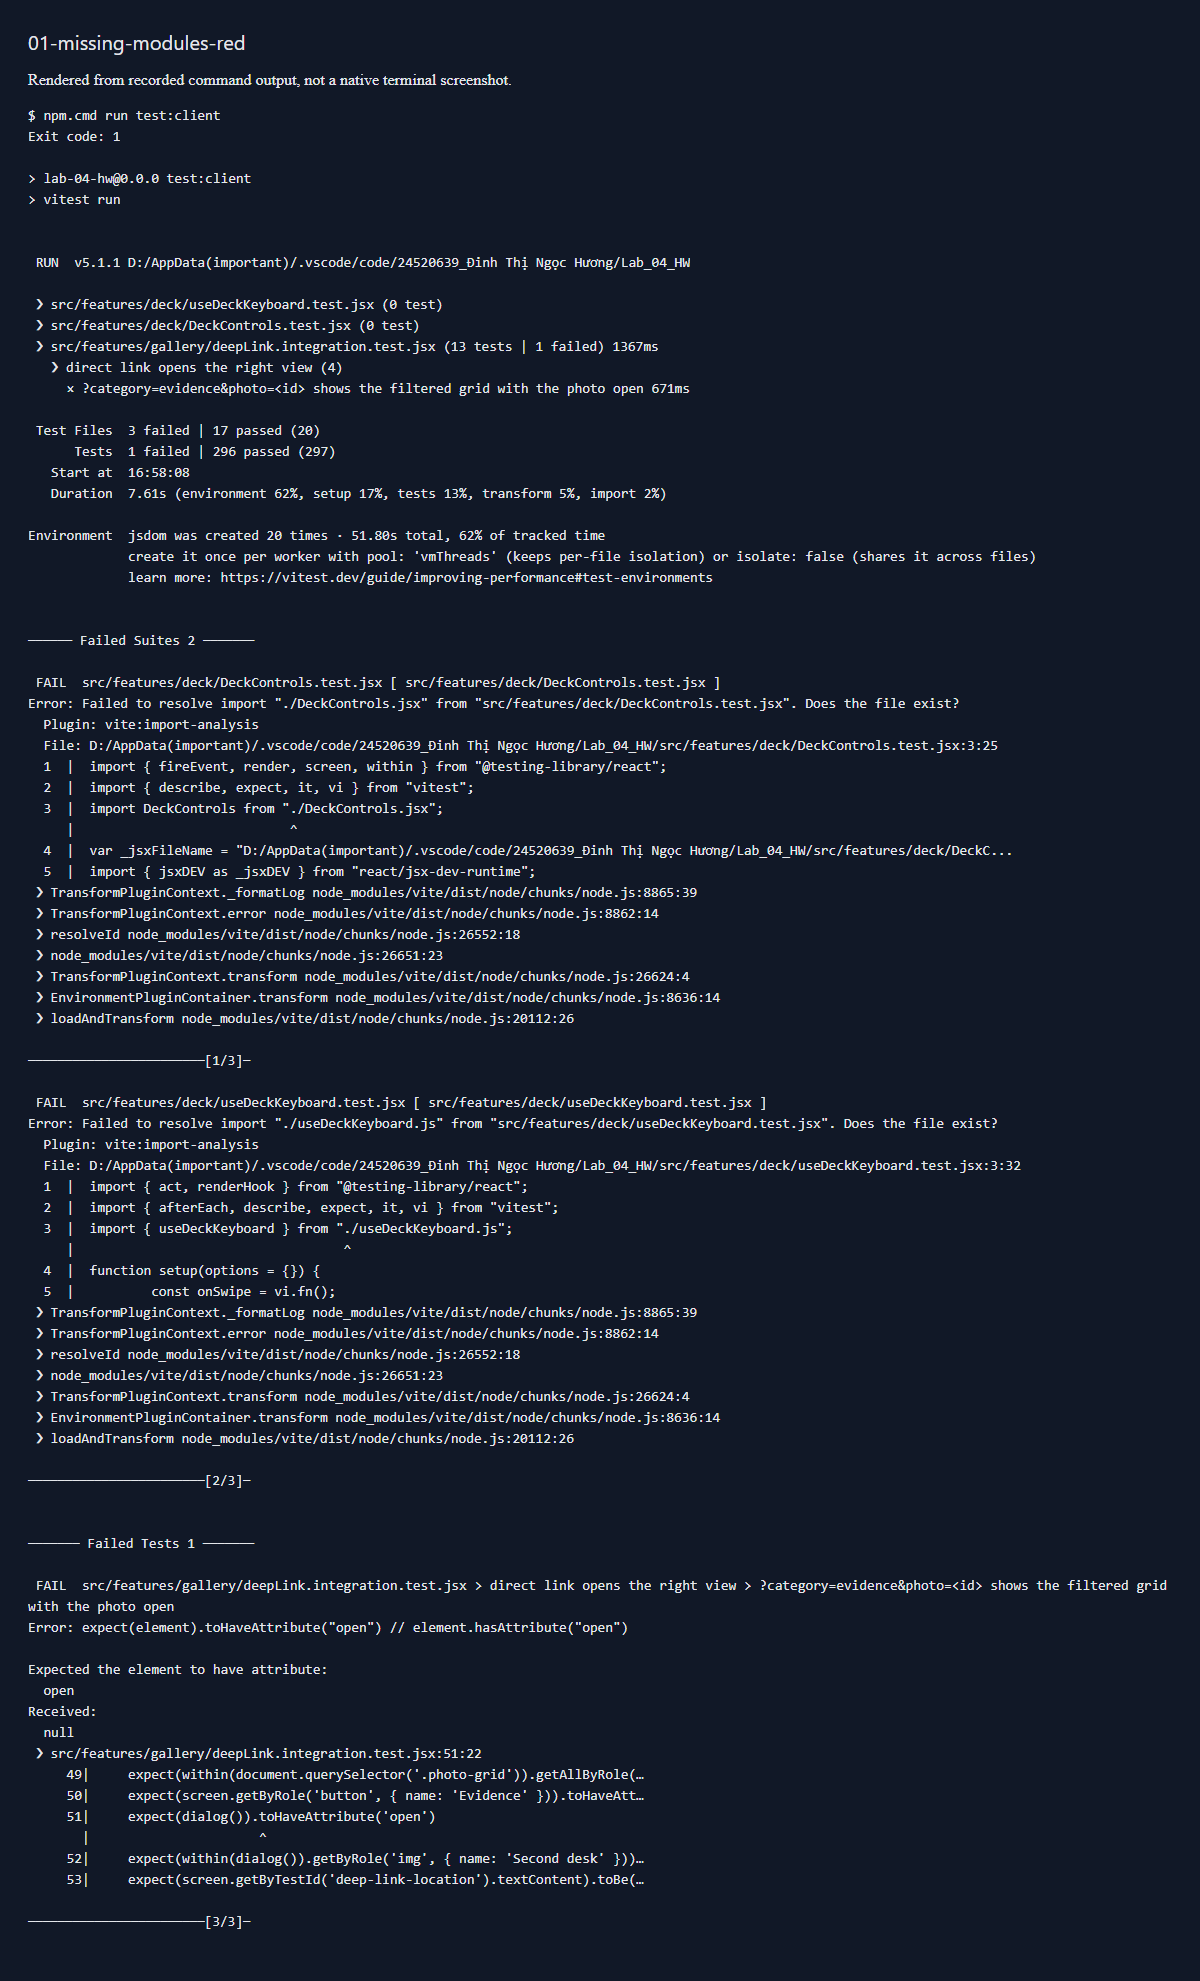 01-missing-modules-red
Rendered from recorded command output, not a native terminal screenshot.
$ npm.cmd run test:client
Exit code: 1
> lab-04-hw@0.0.0 test:client
> vitest run
RUN  v5.1.1 D:/AppData(important)/.vscode/code/24520639_Đinh Thị Ngọc Hương/Lab_04_HW
❯ src/features/deck/useDeckKeyboard.test.jsx (0 test)
❯ src/features/deck/DeckControls.test.jsx (0 test)
❯ src/features/gallery/deepLink.integration.test.jsx (13 tests | 1 failed) 1367ms
❯ direct link opens the right view (4)
× ?category=evidence&photo=<id> shows the filtered grid with the photo open 671ms
Test Files  3 failed | 17 passed (20)
Tests  1 failed | 296 passed (297)
Start at  16:58:08
Duration  7.61s (environment 62%, setup 17%, tests 13%, transform 5%, import 2%)
Environment  jsdom was created 20 times · 51.80s total, 62% of tracked time
create it once per worker with pool: 'vmThreads' (keeps per-file isolation) or isolate: false (shares it across files)
learn more: https://vitest.dev/guide/improving-performance#test-environments
────── Failed Suites 2 ───────
FAIL  src/features/deck/DeckControls.test.jsx [ src/features/deck/DeckControls.test.jsx ]
Error: Failed to resolve import "./DeckControls.jsx" from "src/features/deck/DeckControls.test.jsx". Does the file exist?
Plugin: vite:import-analysis
File: D:/AppData(important)/.vscode/code/24520639_Đinh Thị Ngọc Hương/Lab_04_HW/src/features/deck/DeckControls.test.jsx:3:25
1  |  import { fireEvent, render, screen, within } from "@testing-library/react";
2  |  import { describe, expect, it, vi } from "vitest";
3  |  import DeckControls from "./DeckControls.jsx";
|                            ^
4  |  var _jsxFileName = "D:/AppData(important)/.vscode/code/24520639_Đinh Thị Ngọc Hương/Lab_04_HW/src/features/deck/DeckC...
5  |  import { jsxDEV as _jsxDEV } from "react/jsx-dev-runtime";
❯ TransformPluginContext._formatLog node_modules/vite/dist/node/chunks/node.js:8865:39
❯ TransformPluginContext.error node_modules/vite/dist/node/chunks/node.js:8862:14
❯ resolveId node_modules/vite/dist/node/chunks/node.js:26552:18
❯ node_modules/vite/dist/node/chunks/node.js:26651:23
❯ TransformPluginContext.transform node_modules/vite/dist/node/chunks/node.js:26624:4
❯ EnvironmentPluginContainer.transform node_modules/vite/dist/node/chunks/node.js:8636:14
❯ loadAndTransform node_modules/vite/dist/node/chunks/node.js:20112:26
───────────────────────[1/3]─
FAIL  src/features/deck/useDeckKeyboard.test.jsx [ src/features/deck/useDeckKeyboard.test.jsx ]
Error: Failed to resolve import "./useDeckKeyboard.js" from "src/features/deck/useDeckKeyboard.test.jsx". Does the file exist?
Plugin: vite:import-analysis
File: D:/AppData(important)/.vscode/code/24520639_Đinh Thị Ngọc Hương/Lab_04_HW/src/features/deck/useDeckKeyboard.test.jsx:3:32
1  |  import { act, renderHook } from "@testing-library/react";
2  |  import { afterEach, describe, expect, it, vi } from "vitest";
3  |  import { useDeckKeyboard } from "./useDeckKeyboard.js";
|                                   ^
4  |  function setup(options = {}) {
5  |          const onSwipe = vi.fn();
❯ TransformPluginContext._formatLog node_modules/vite/dist/node/chunks/node.js:8865:39
❯ TransformPluginContext.error node_modules/vite/dist/node/chunks/node.js:8862:14
❯ resolveId node_modules/vite/dist/node/chunks/node.js:26552:18
❯ node_modules/vite/dist/node/chunks/node.js:26651:23
❯ TransformPluginContext.transform node_modules/vite/dist/node/chunks/node.js:26624:4
❯ EnvironmentPluginContainer.transform node_modules/vite/dist/node/chunks/node.js:8636:14
❯ loadAndTransform node_modules/vite/dist/node/chunks/node.js:20112:26
───────────────────────[2/3]─
─────── Failed Tests 1 ───────
FAIL  src/features/gallery/deepLink.integration.test.jsx > direct link opens the right view > ?category=evidence&photo=<id> shows the filtered grid
with the photo open
Error: expect(element).toHaveAttribute("open") // element.hasAttribute("open")
Expected the element to have attribute:
open
Received:
null
❯ src/features/gallery/deepLink.integration.test.jsx:51:22
49|     expect(within(document.querySelector('.photo-grid')).getAllByRole(…
50|     expect(screen.getByRole('button', { name: 'Evidence' })).toHaveAtt…
51|     expect(dialog()).toHaveAttribute('open')
|                      ^
52|     expect(within(dialog()).getByRole('img', { name: 'Second desk' }))…
53|     expect(screen.getByTestId('deep-link-location').textContent).toBe(…
───────────────────────[3/3]─